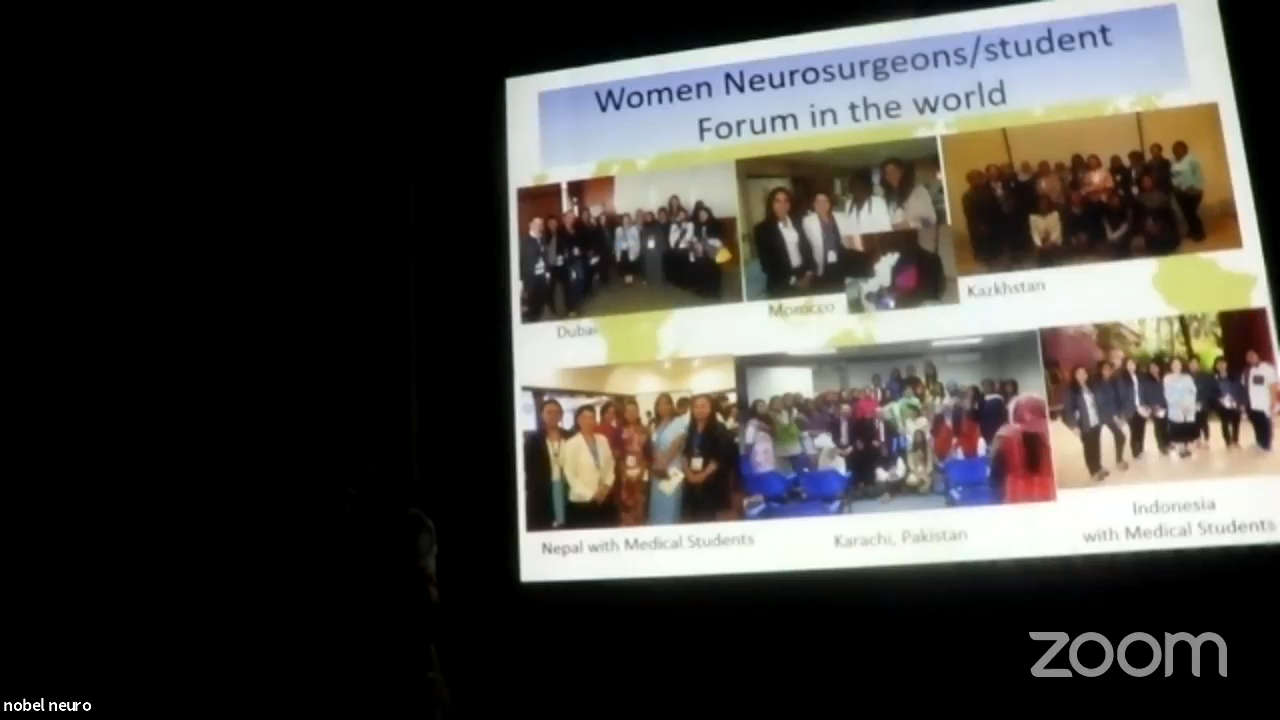 Women Neurosurgeons/student
Forum in the world
Dubai
Morocco
Kazkhstan
Nepal with Medical Students
Karachi, Pakistan
Indonesia
with Medical Students
zoom
nobel neuro